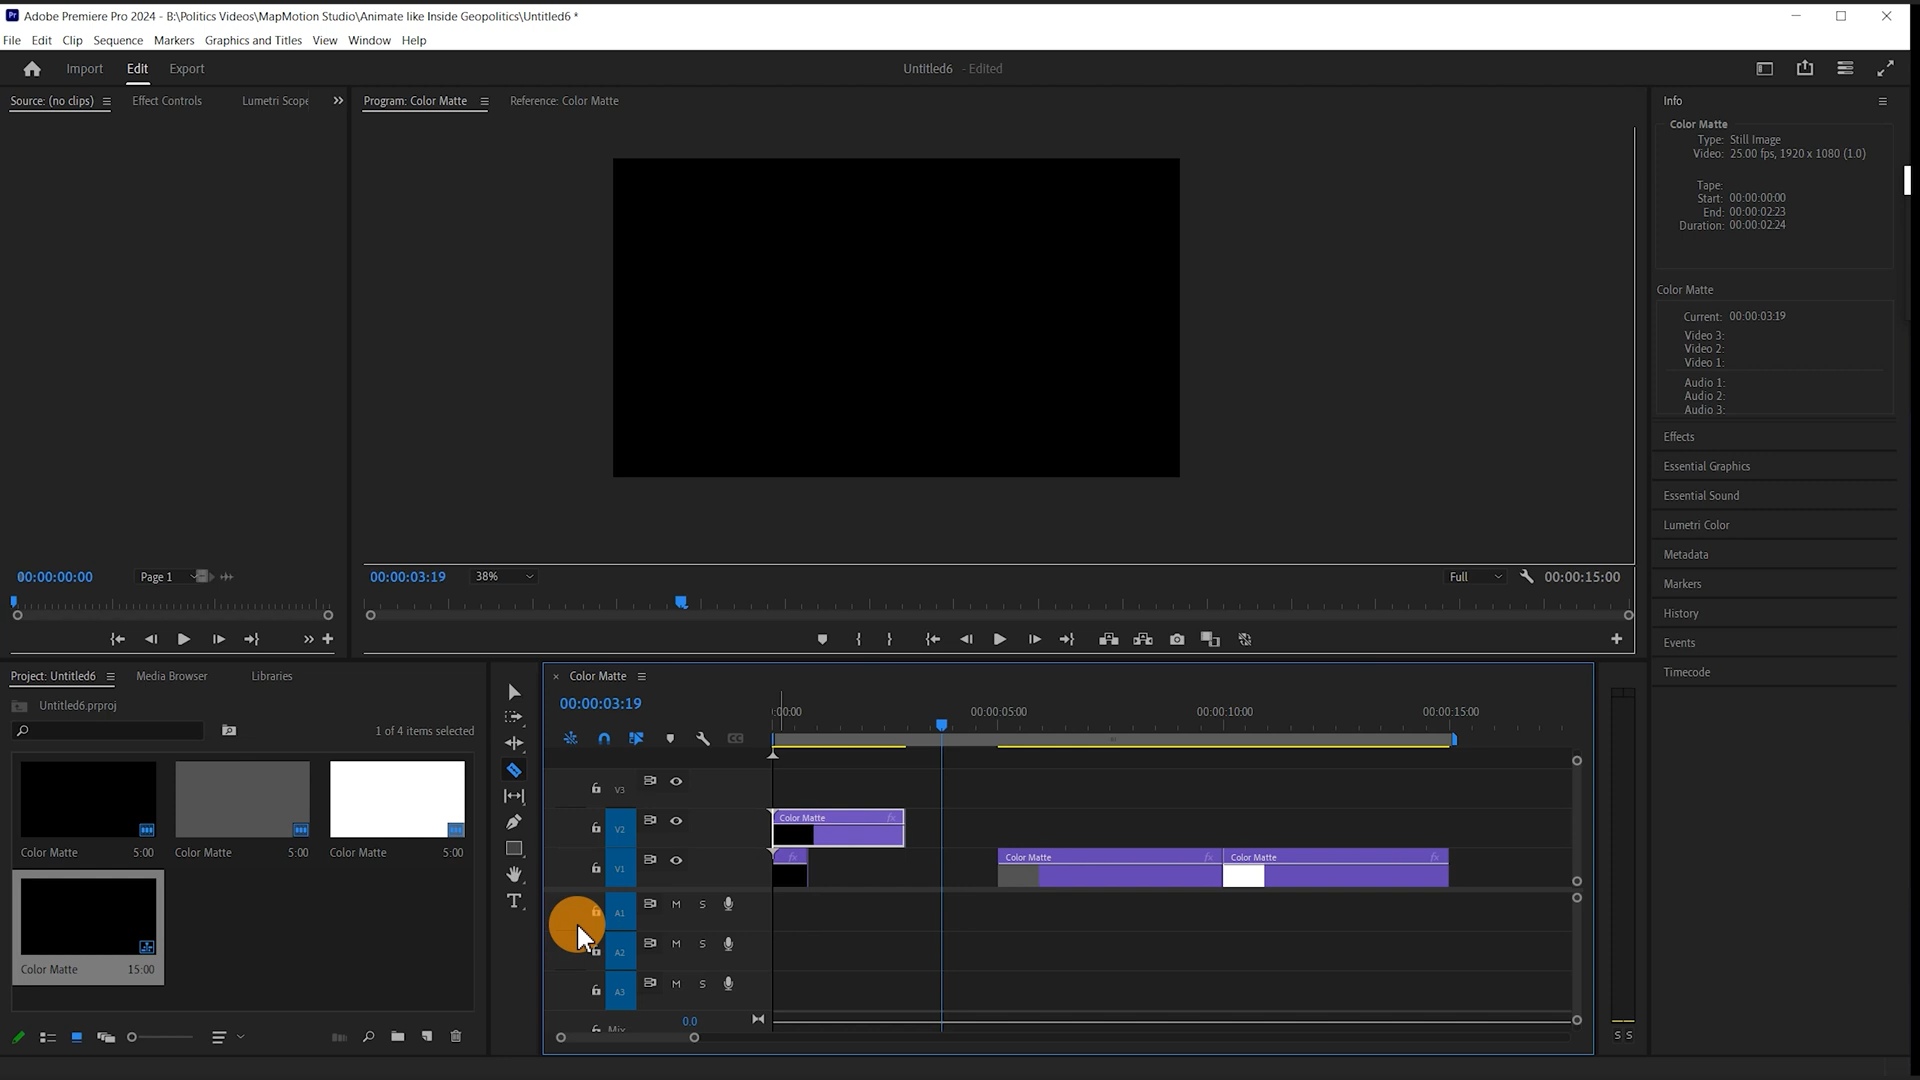 Adobe Premiere Pro 2024 - B:\Politics Videos\MapMotion Studio\Animate like Inside Geopolitics\Untitled6 *
File Edit Clip Sequence Markers Graphics and Titles View Window Help
Import Edit Export Untitled6 - Edited
Source: (no clips) Effect Controls Lumetri Scope
Program: Color Matte Reference: Color Matte
Info
Color Matte
Type: Still Image
Video: 25.00 fps, 1920 x 1080 (1.0)
Tape:
Start: 00:00:00:00
End: 00:00:02:23
Duration: 00:00:02:24
Color Matte
Current: 00:00:03:19
Video 3:
Video 2:
Video 1:
Audio 1:
Audio 2:
Audio 3:
Effects
Essential Graphics
Essential Sound
Lumetri Color
Metadata
Markers
History
Events
Timecode
00:00:00:00 Page 1
00:00:03:19 38% Full 00:00:15:00
Project: Untitled6 Media Browser Libraries
Untitled6.prproj
1 of 4 items selected
Color Matte 5:00 Color Matte 5:00 Color Matte 5:00
Color Matte 15:00
Color Matte
00:00:03:19
:00:00 00:00:05:00 00:00:10:00 00:00:15:00
CC
V3
V2 Color Matte fx
V1 fx Color Matte fx Color Matte fx
A1 M S
A2 M S
A3 M S
Mix 0.0
S S